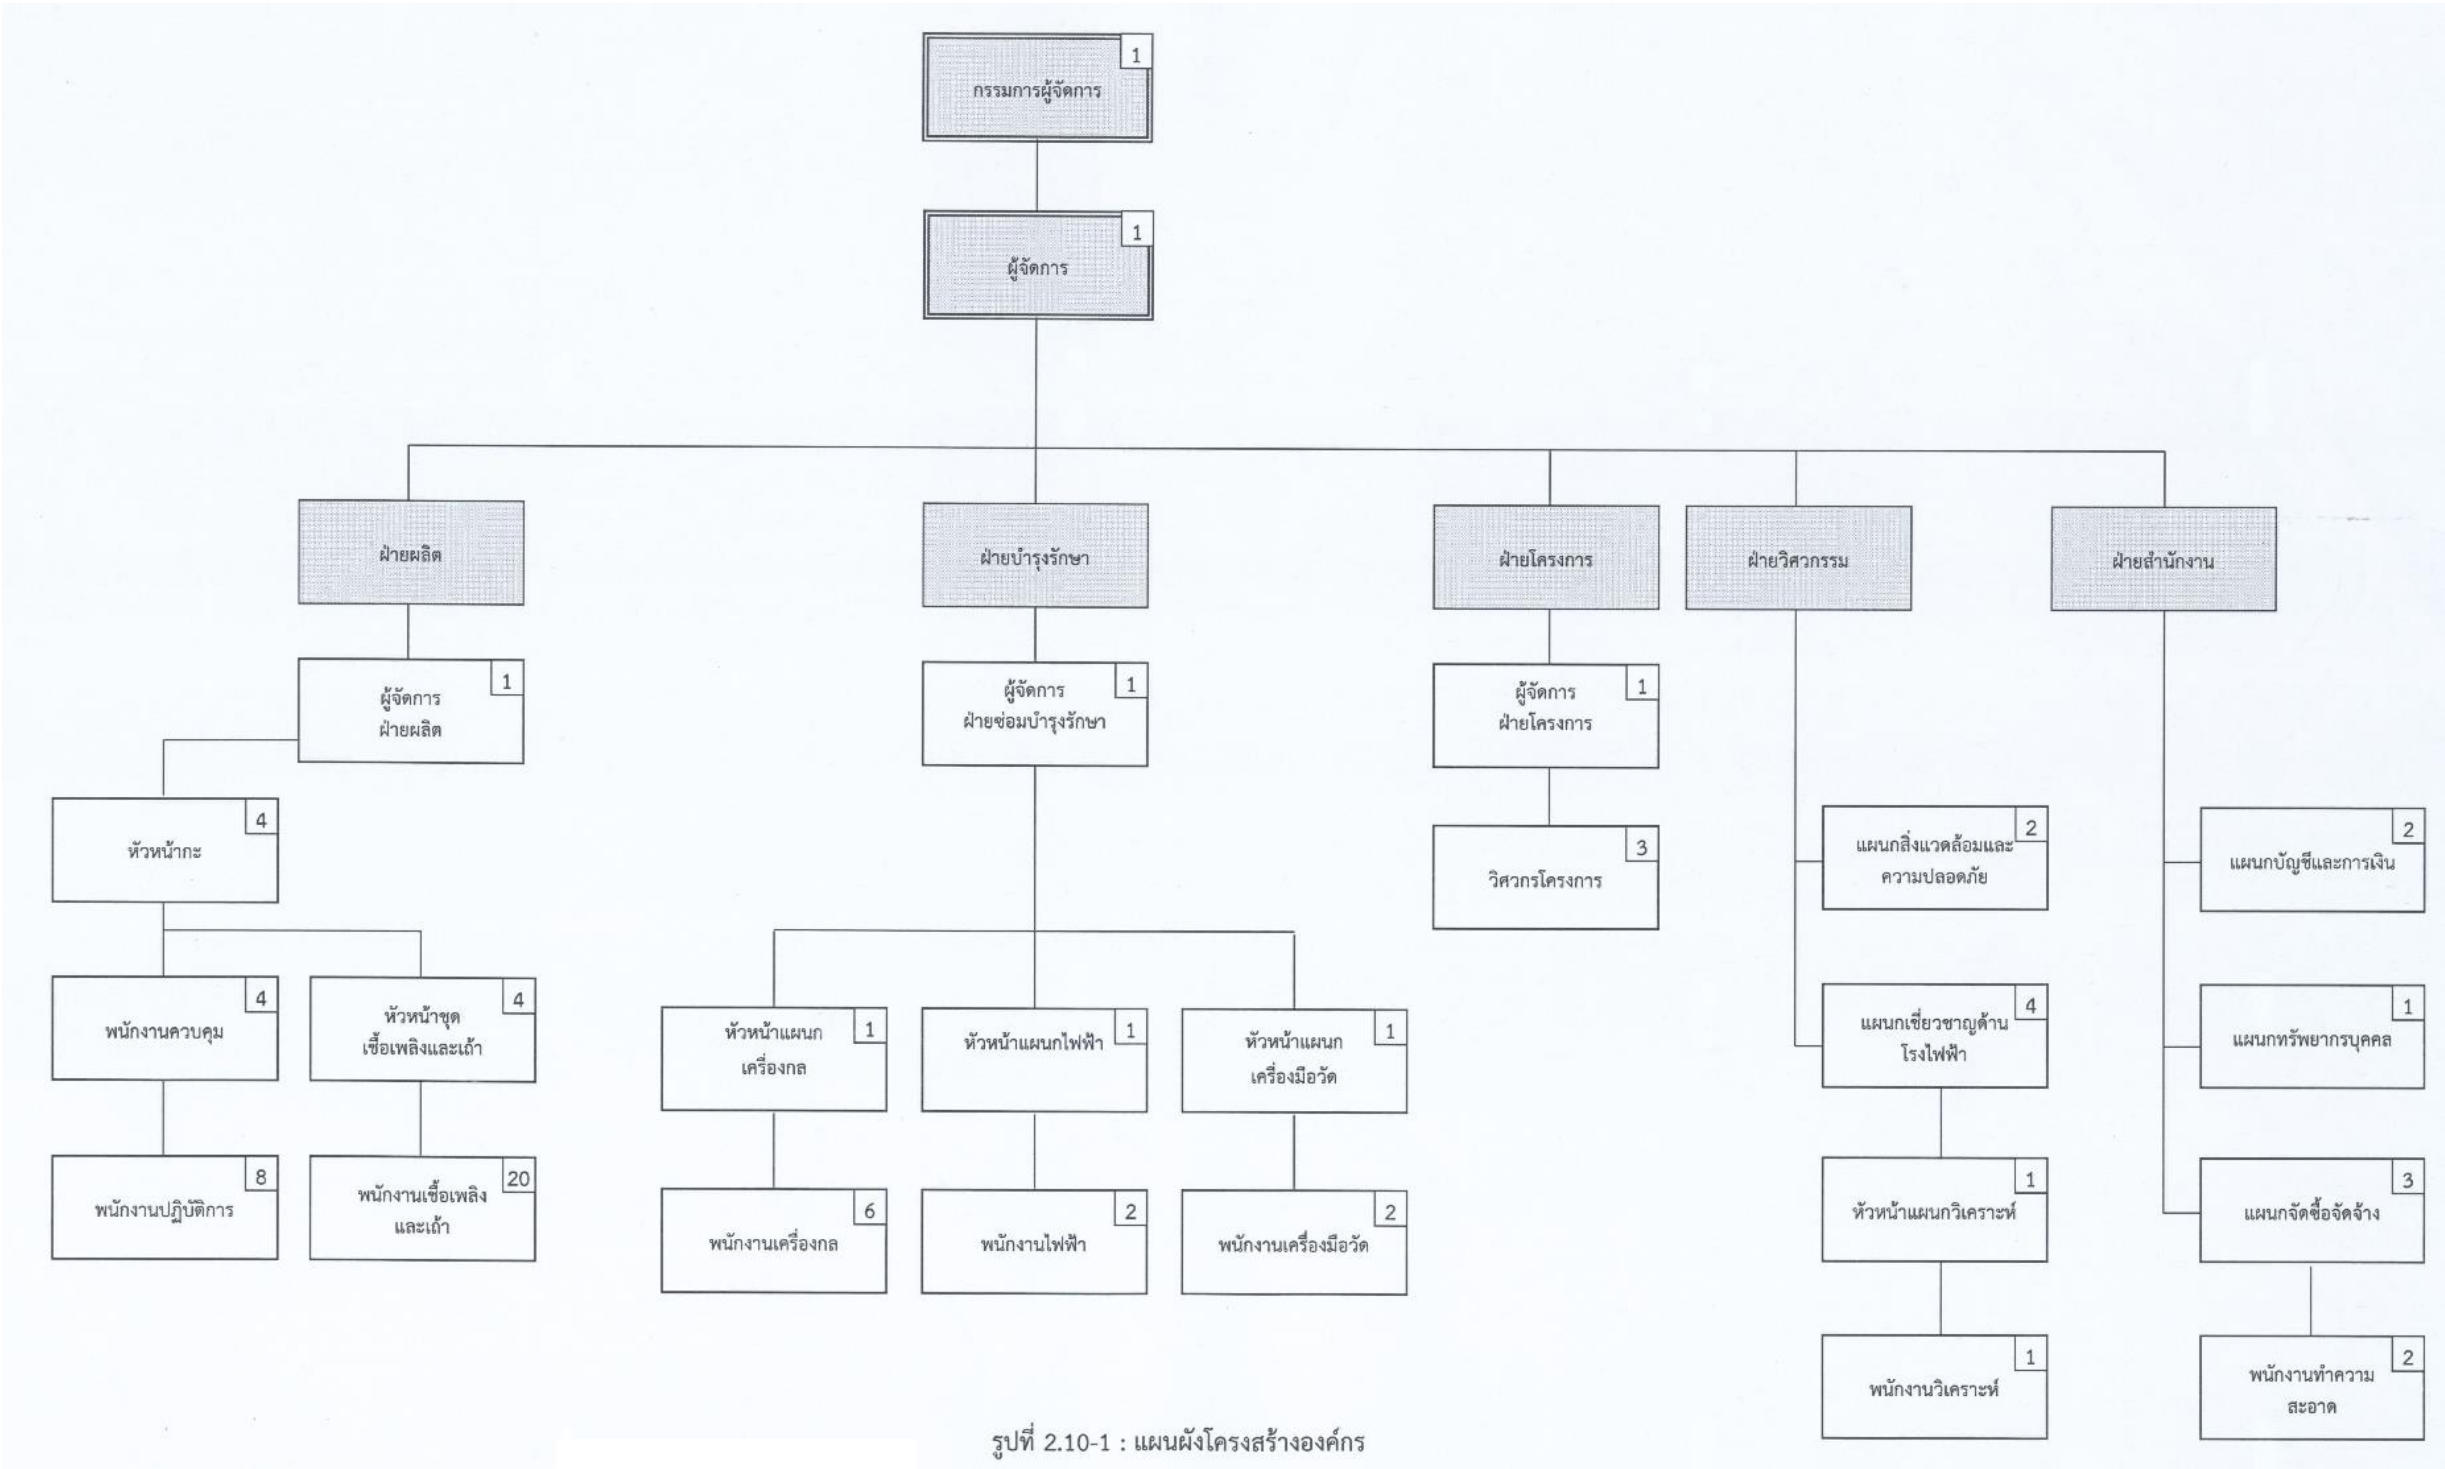 1
กรรมการผู้จัดการ
1
ผู้จัดการ
ฝ่ายผลิต
ฝ่ายบำรุงรักษา
ฝ่ายโครงการ
ฝ่ายวิศวกรรม
ฝ่ายสำนักงาน
1
ผู้จัดการ
ฝ่ายผลิต
1
ผู้จัดการ
ฝ่ายซ่อมบำรุงรักษา
1
ผู้จัดการ
ฝ่ายโครงการ
4
หัวหน้ากะ
3
วิศวกรโครงการ
2
แผนกสิ่งแวดล้อมและ
ความปลอดภัย
2
แผนกบัญชีและการเงิน
4
พนักงานควบคุม
4
หัวหน้าชุด
เชื้อเพลิงและเถ้า
1
หัวหน้าแผนก
เครื่องกล
1
หัวหน้าแผนกไฟฟ้า
1
หัวหน้าแผนก
เครื่องมือวัด
4
แผนกเชี่ยวชาญด้าน
โรงไฟฟ้า
1
แผนกทรัพยากรบุคคล
8
พนักงานปฏิบัติการ
20
พนักงานเชื้อเพลิง
และเถ้า
6
พนักงานเครื่องกล
2
พนักงานไฟฟ้า
2
พนักงานเครื่องมือวัด
1
หัวหน้าแผนกวิเคราะห์
3
แผนกจัดซื้อจัดจ้าง
1
พนักงานวิเคราะห์
2
พนักงานทำความ
สะอาด
รูปที่ 2.10-1 : แผนผังโครงสร้างองค์กร